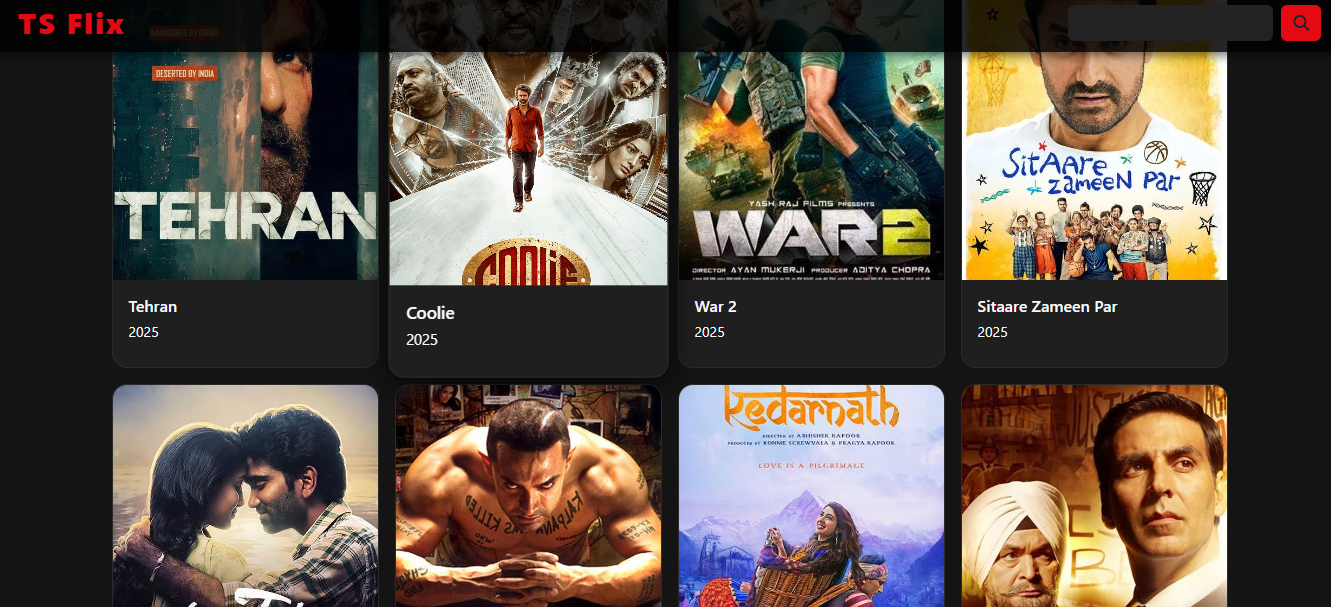 TS Flix
ABANDONED BY ISRAEL
DESERTED BY INDIA
TEHRAN
COOLIE
YASH RAJ FILMS PRESENTS
WAR2
DIRECTOR AYAN MUKERJI PRODUCER ADITYA CHOPRA
SitAAre
zameen Par
Tehran
2025
Coolie
2025
War 2
2025
Sitaare Zameen Par
2025
Kedarnath
DIRECTED BY ABHISHEK KAPOOR
PRODUCED BY RONNIE SCREWVALA & PRAGYA KAPOOR
LOVE IS A PILGRIMAGE